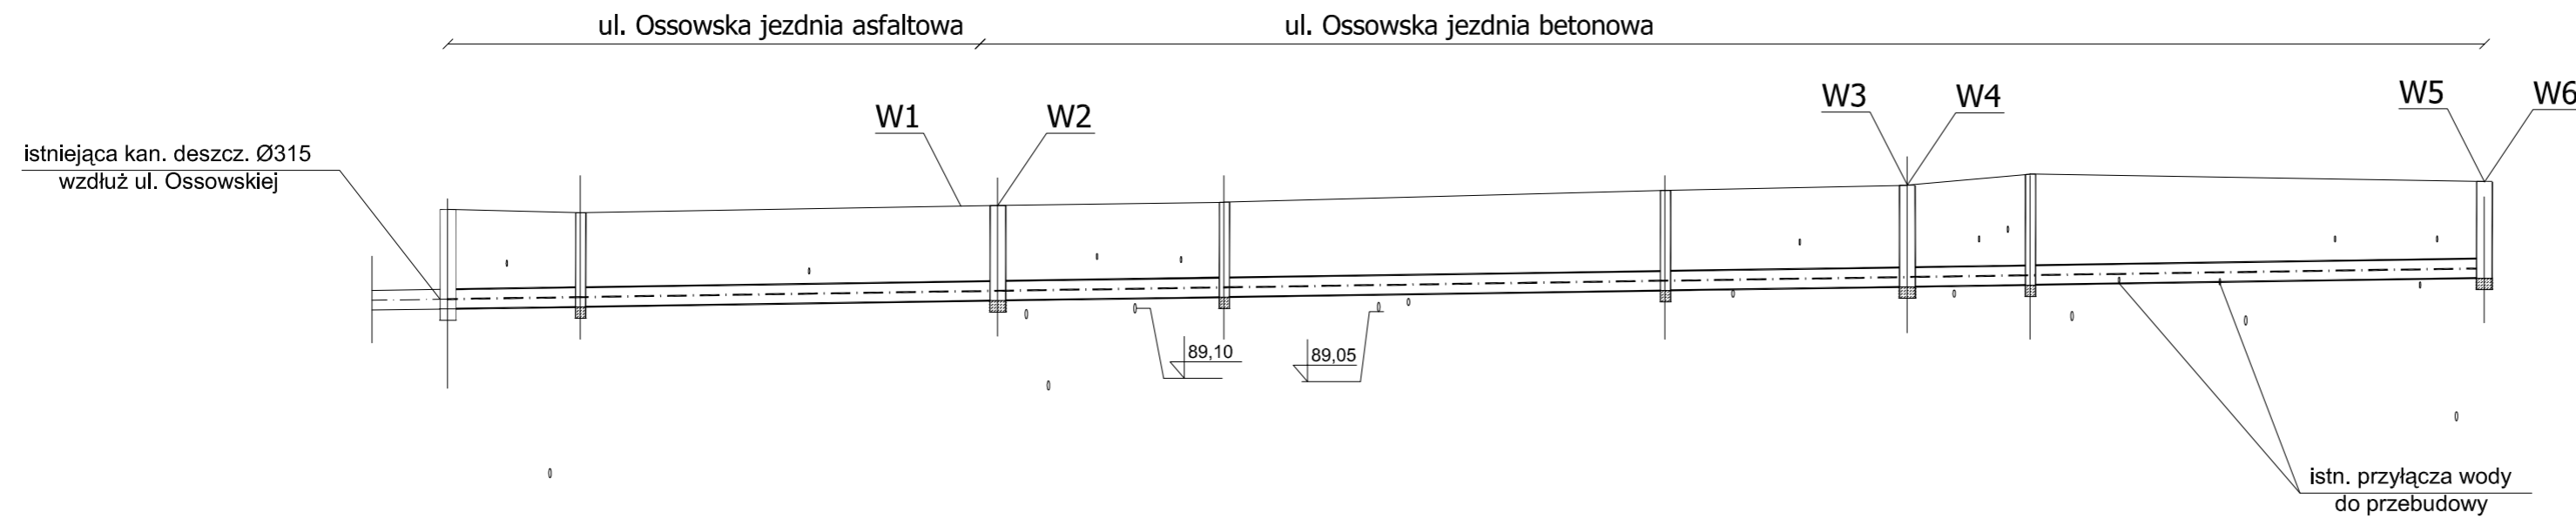 ul. Ossowska jezdnia asfaltowa
ul. Ossowska jezdnia betonowa
W1
W2
W3
W4
W5
W6
istniejąca kan. deszcz. Ø315
wzdłuż ul. Ossowskiej
89,10
89,05
istn. przyłącza wody
do przebudowy